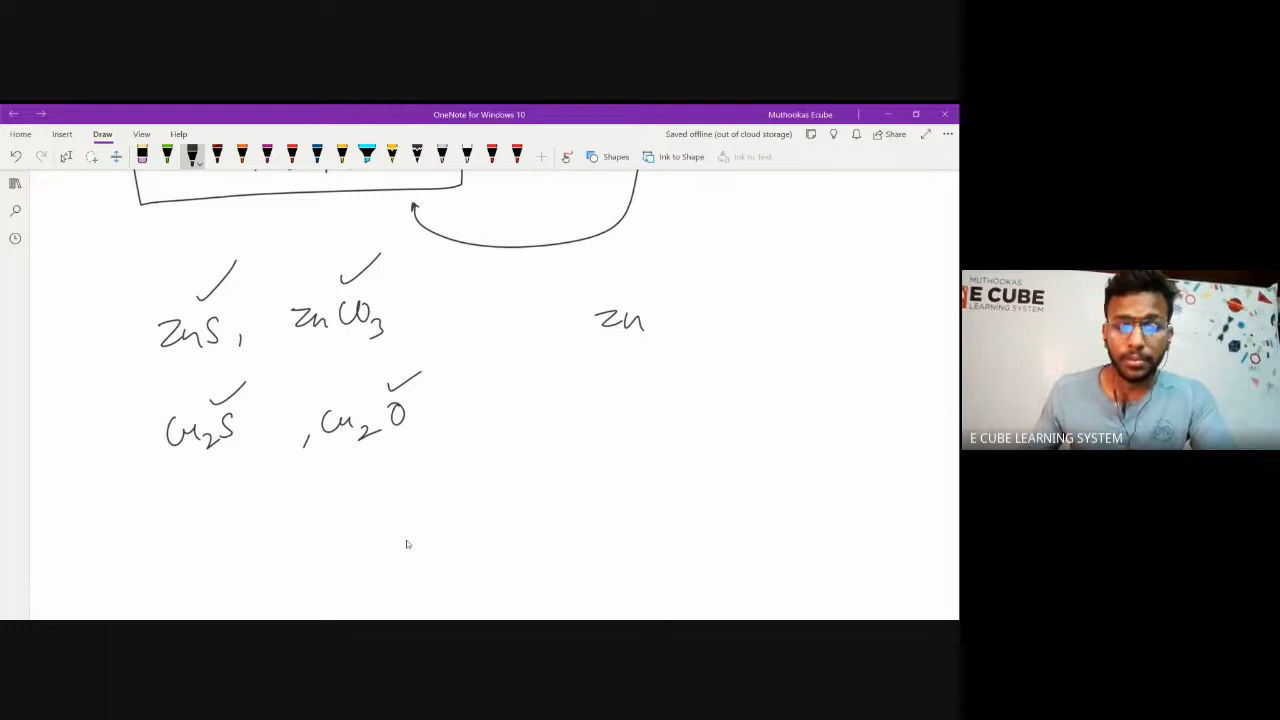 OneNote for Windows 10
Muthookas Ecube
Home Insert Draw View Help
Saved offline (out of cloud storage)
Share
Shapes
Ink to Shape
Ink to Text
ZnS, ZnCO3 Zn
Cu2S , Cu2O
MUTHOOKAS
E CUBE
LEARNING SYSTEM
E CUBE LEARNING SYSTEM